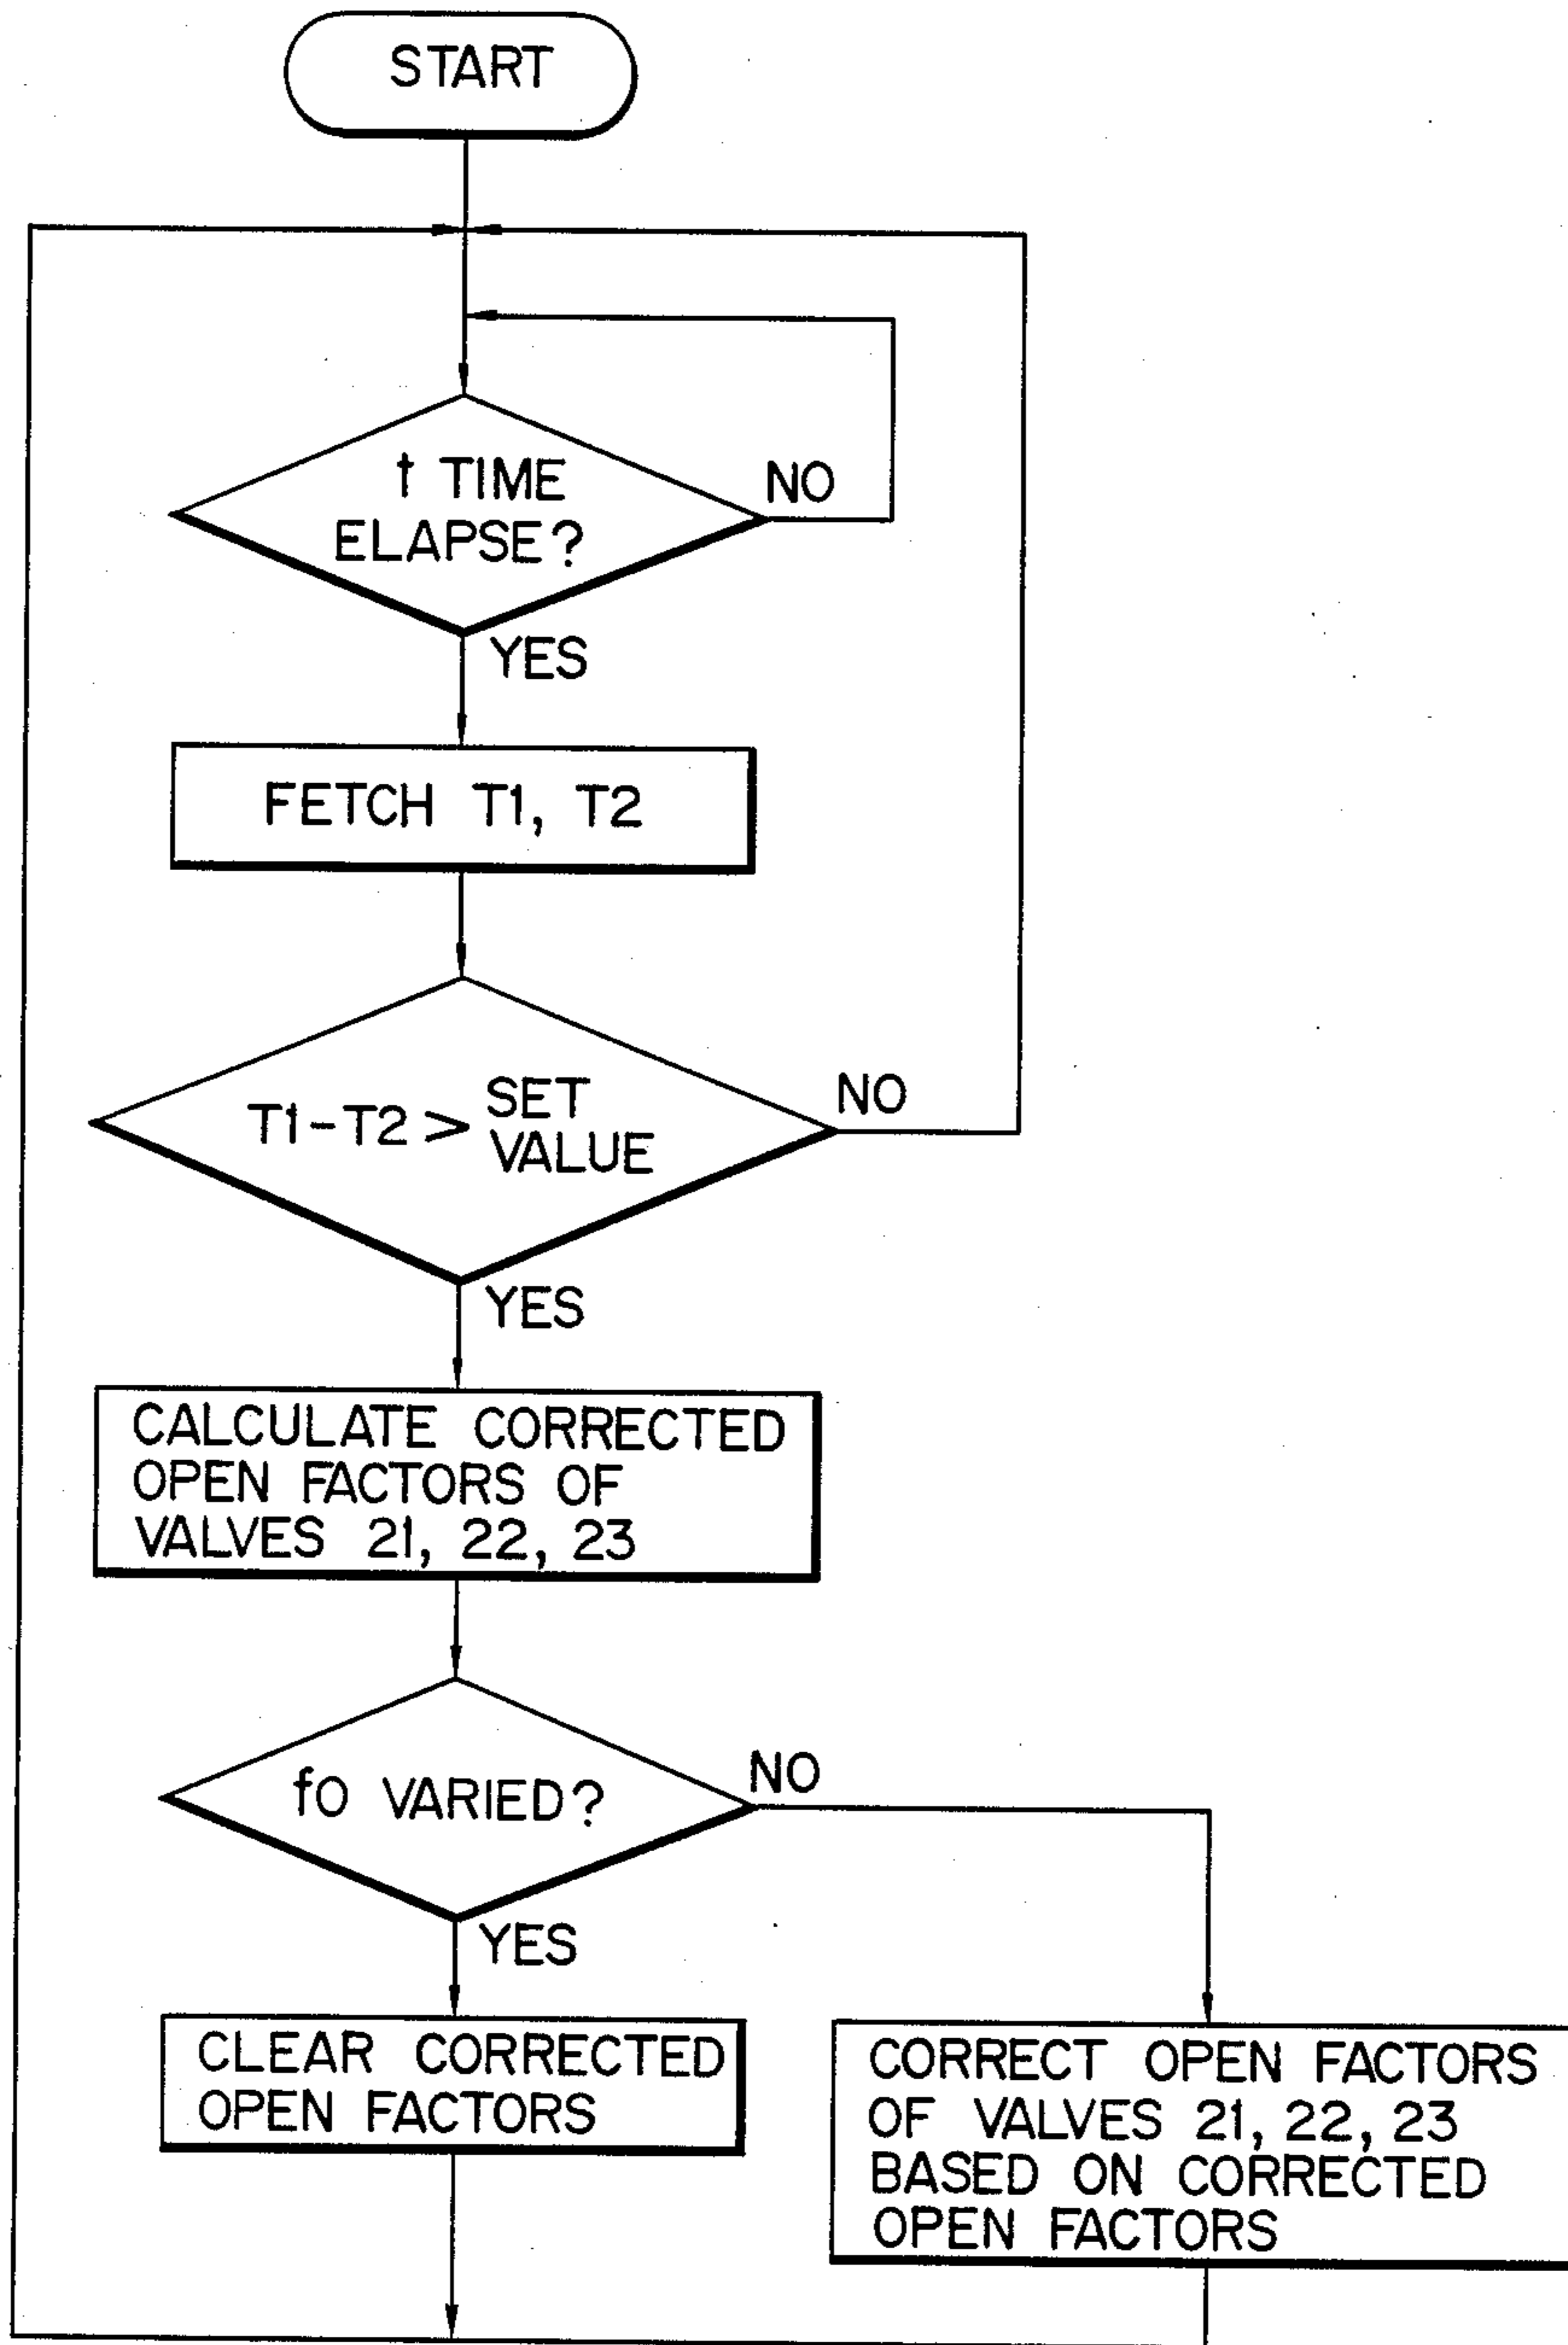 START
t TIME
ELAPSE?
NO
YES
FETCH T1, T2
T1-T2 > SET
VALUE
NO
YES
CALCULATE CORRECTED
OPEN FACTORS OF
VALVES 21, 22, 23
fO VARIED?
NO
YES
CLEAR CORRECTED
OPEN FACTORS
CORRECT OPEN FACTORS
OF VALVES 21, 22, 23
BASED ON CORRECTED
OPEN FACTORS